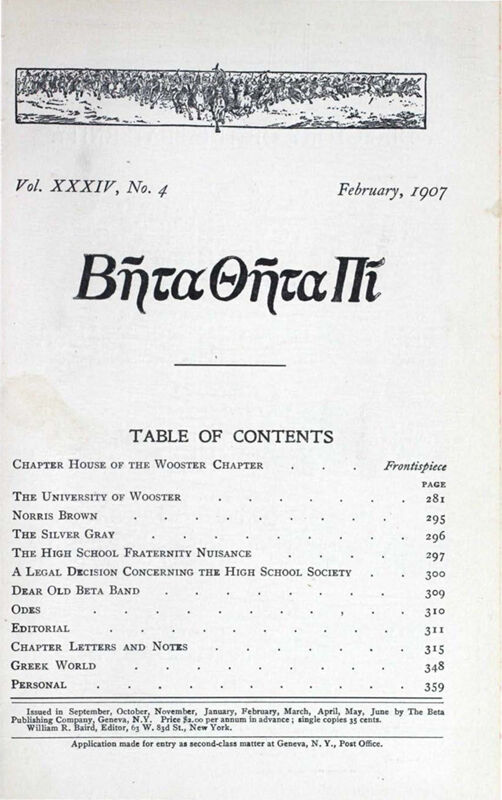 Vol. XXXIV, No. 4 February, 1907
Βη̃τα Θη̃τα Πῖ
TABLE OF CONTENTS
CHAPTER HOUSE OF THE WOOSTER CHAPTER . . . Frontispiece
PAGE
THE UNIVERSITY OF WOOSTER . . . . . . . 281
NORRIS BROWN . . . . . . . . . . 295
THE SILVER GRAY . . . . . . . . . 296
THE HIGH SCHOOL FRATERNITY NUISANCE . . . . 297
A LEGAL DECISION CONCERNING THE HIGH SCHOOL SOCIETY . . 300
DEAR OLD BETA BAND . . . . . . . . 309
ODES . . . . . . . . . . . 310
EDITORIAL . . . . . . . . . . 311
CHAPTER LETTERS AND NOTES . . . . . . 315
GREEK WORLD . . . . . . . . . 348
PERSONAL . . . . . . . . . . 359
Issued in September, October, November, January, February, March, April, May, June by The Beta
Publishing Company, Geneva, N.Y. Price $2.00 per annum in advance; single copies 35 cents.
William R. Baird, Editor, 63 W. 83d St., New York.
Application made for entry as second-class matter at Geneva, N. Y., Post Office.